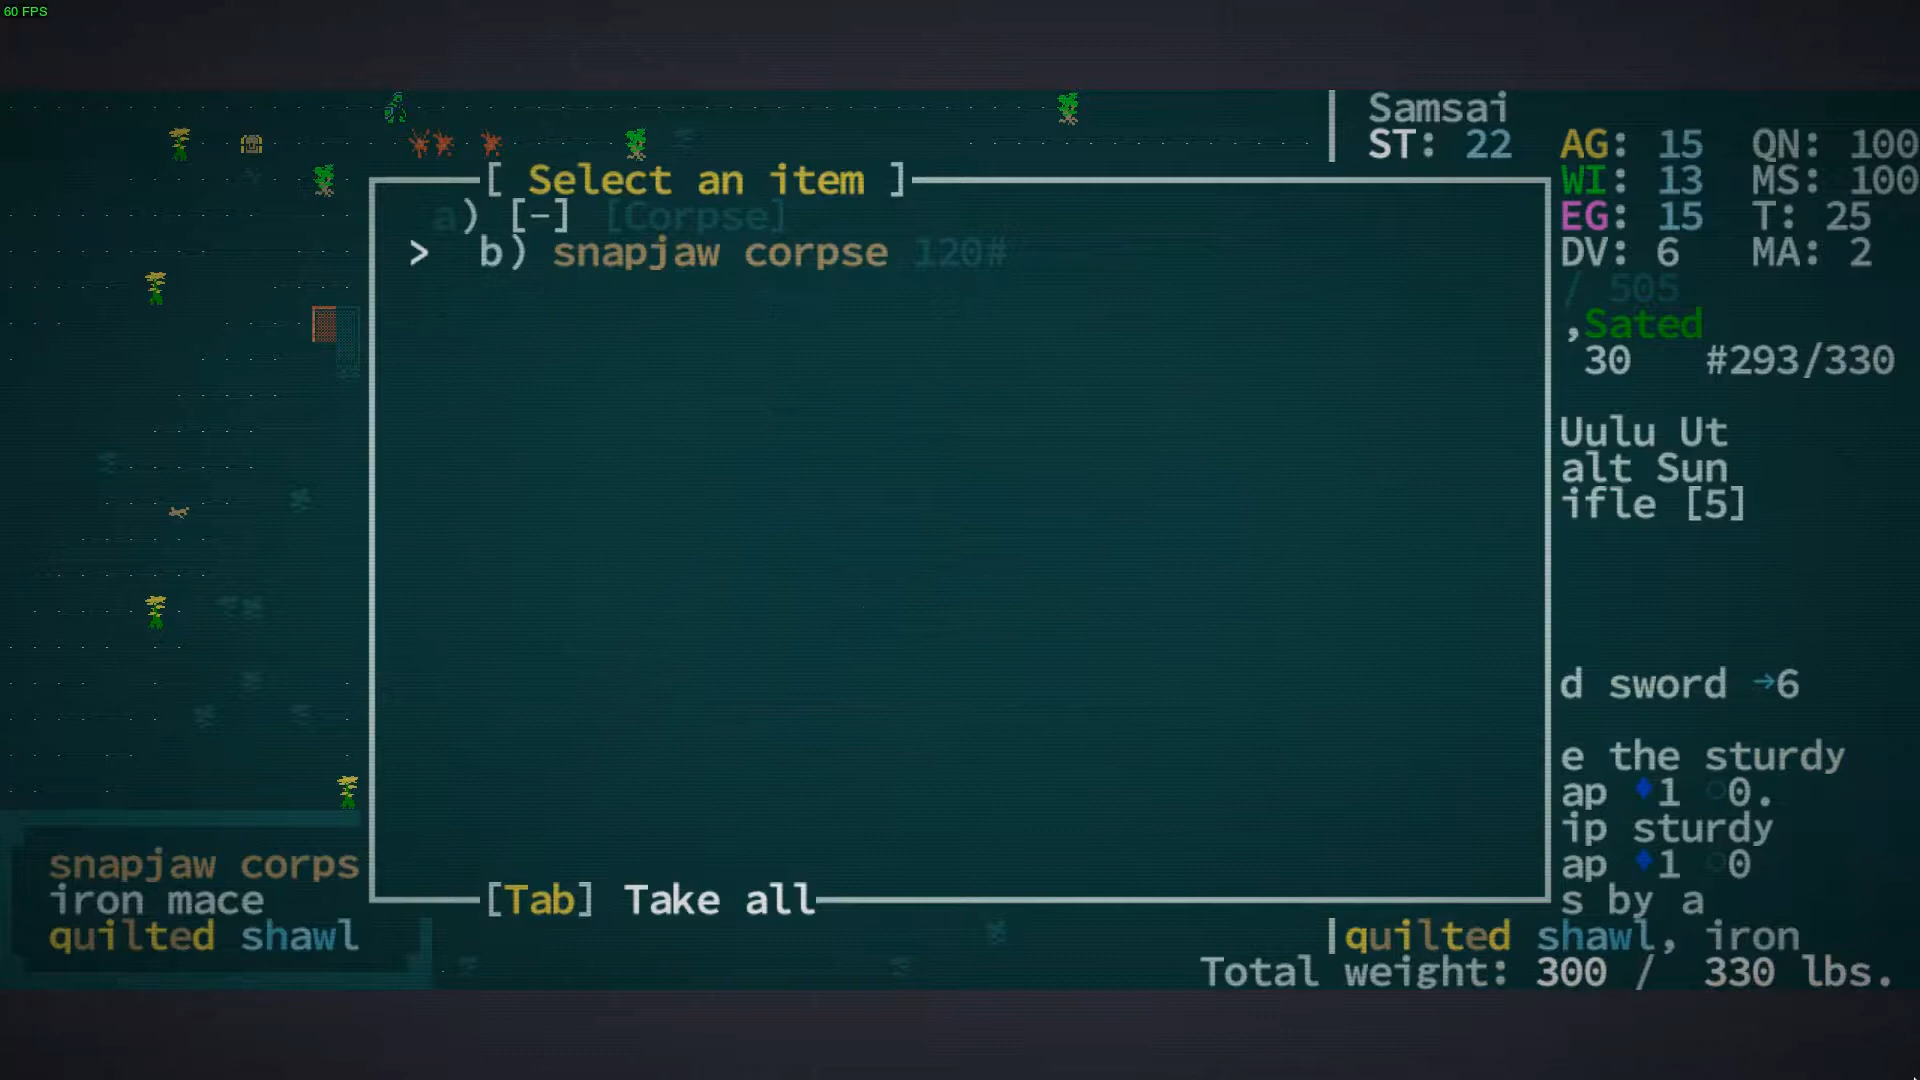 60 FPS
Samsai
ST: 22 AG: 15 QN: 100
[ Select an item ]
WI: 13 MS: 100
a) [-] [Corpse]
EG: 15 T: 25
> b) snapjaw corpse 120#
DV: 6 MA: 2
/ 505
,Sated
30 #293/330
Uulu Ut
alt Sun
ifle [5]
d sword →6
e the sturdy
ap ♦1 ○0.
ip sturdy
ap ♦1 ○0
snapjaw corps
iron mace
[Tab] Take all
s by a
quilted shawl
quilted shawl, iron
Total weight: 300 / 330 lbs.